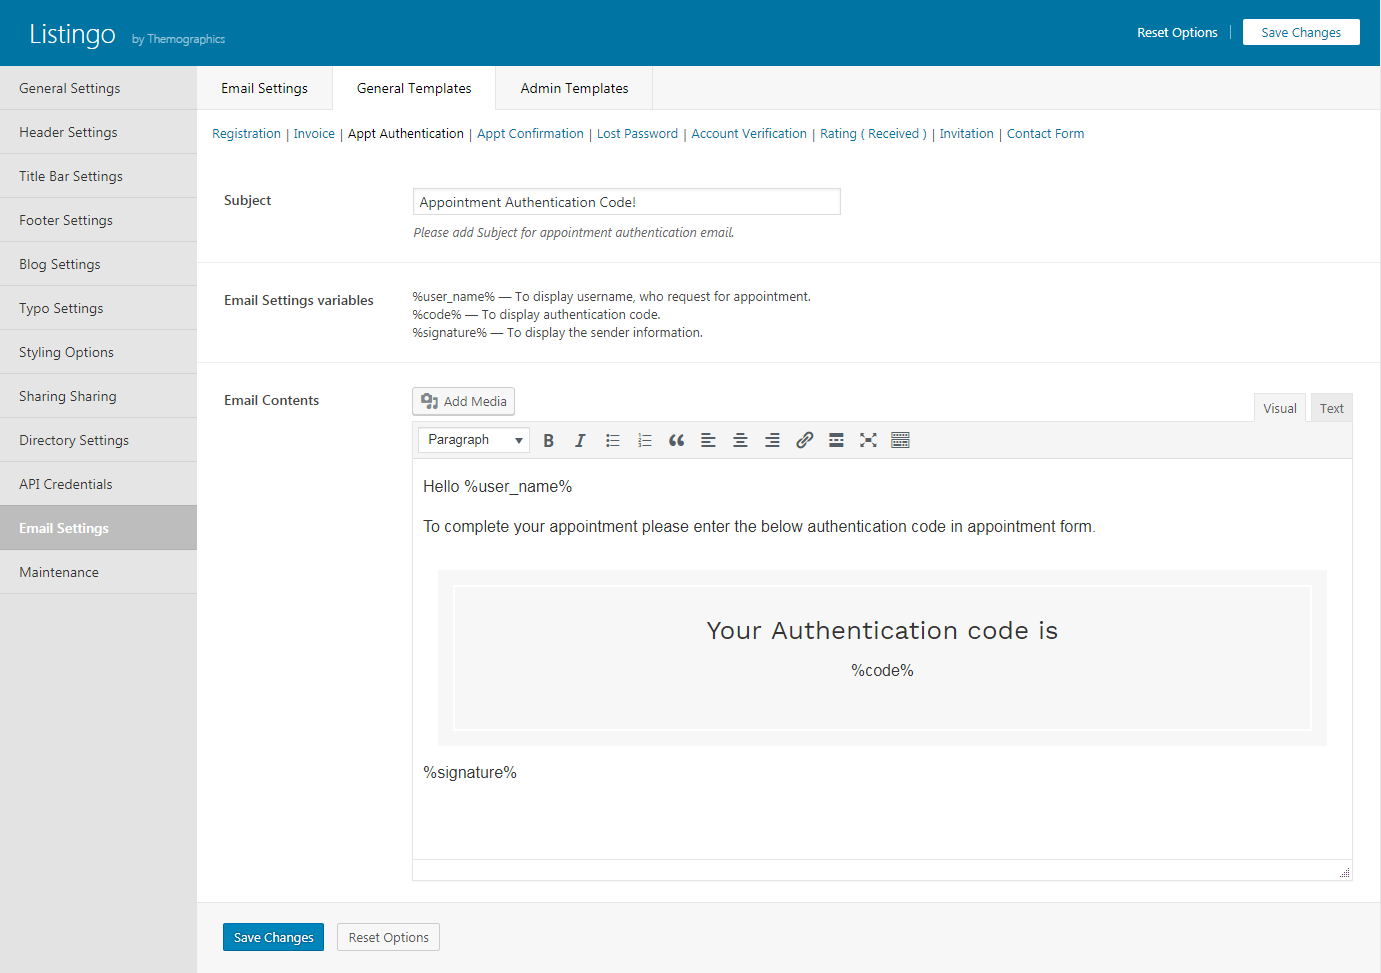 Listingo by Themographics
Reset Options | Save Changes
General Settings
Header Settings
Title Bar Settings
Footer Settings
Blog Settings
Typo Settings
Styling Options
Sharing Sharing
Directory Settings
API Credentials
Email Settings
Maintenance
Email Settings General Templates Admin Templates
Registration | Invoice | Appt Authentication | Appt Confirmation | Lost Password | Account Verification | Rating ( Received ) | Invitation | Contact Form
Subject Appointment Authentication Code!
Please add Subject for appointment authentication email.
Email Settings variables %user_name% — To display username, who request for appointment.
%code% — To display authentication code.
%signature% — To display the sender information.
Email Contents Add Media Visual Text
Paragraph
Hello %user_name%
To complete your appointment please enter the below authentication code in appointment form.
Your Authentication code is
%code%
%signature%
Save Changes Reset Options